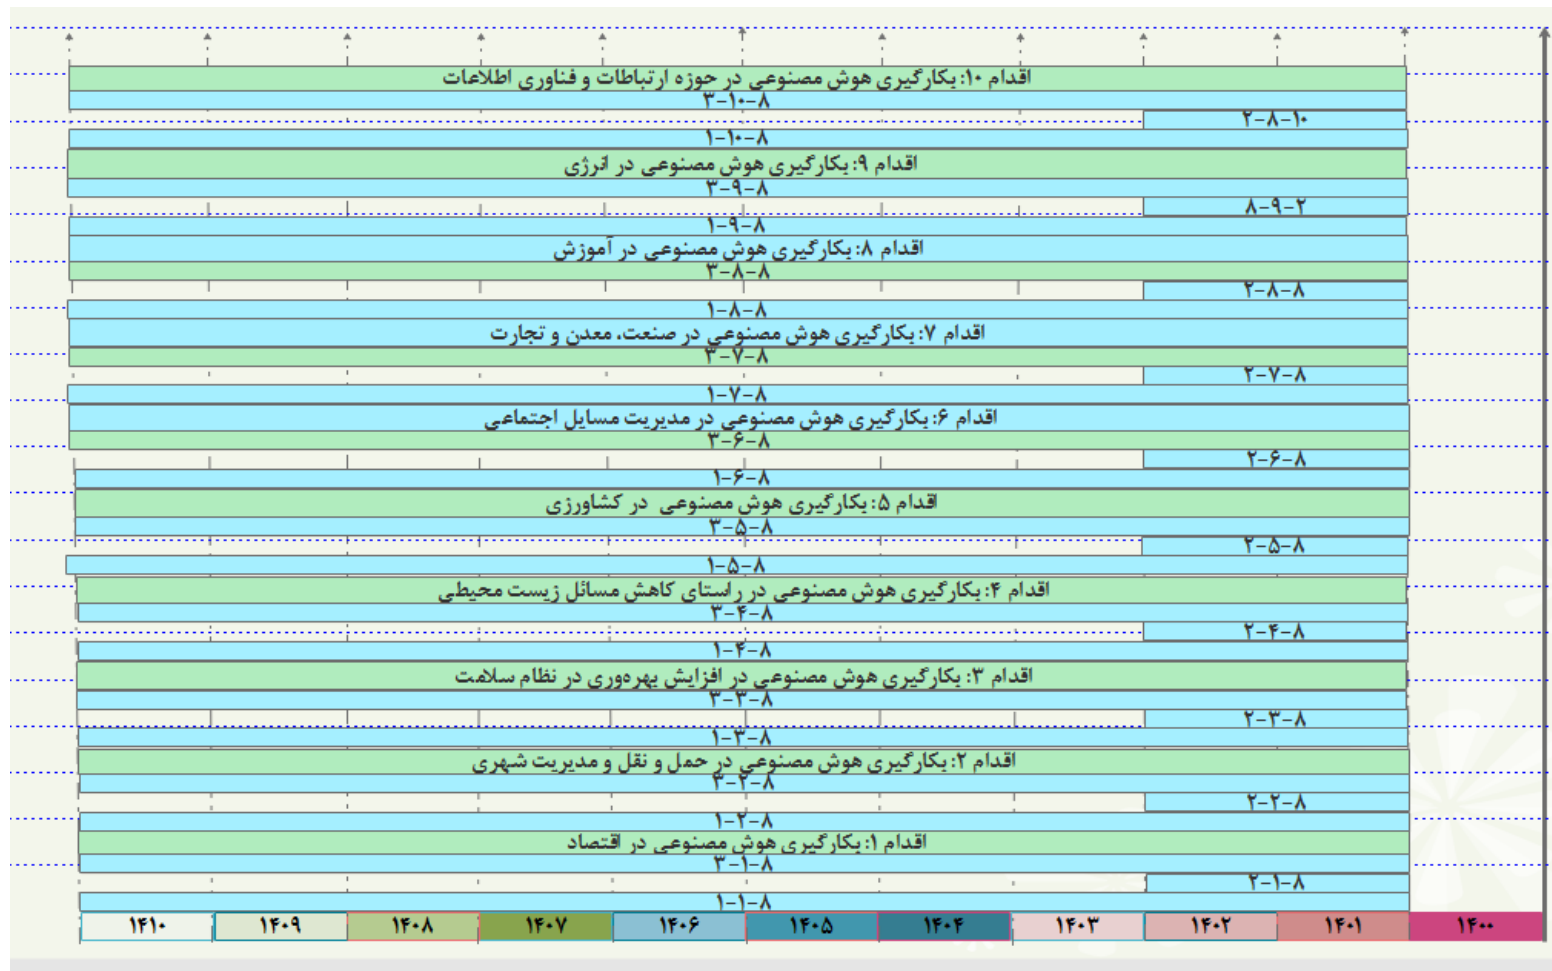 اقدام ۱۰: بکارگیری هوش مصنوعی در حوزه ارتباطات و فناوری اطلاعات
۳-۱۰-۸
۲-۸-۱۰
۱-۱۰-۸
اقدام ۹: بکارگیری هوش مصنوعی در انرژی
۳-۹-۸
۸-۹-۲
۱-۹-۸
اقدام ۸: بکارگیری هوش مصنوعی در آموزش
۳-۸-۸
۲-۸-۸
۱-۸-۸
اقدام ۷: بکارگیری هوش مصنوعی در صنعت، معدن و تجارت
۳-۷-۸
۲-۷-۸
۱-۷-۸
اقدام ۶: بکارگیری هوش مصنوعی در مدیریت مسایل اجتماعی
۳-۶-۸
۲-۶-۸
۱-۶-۸
اقدام ۵: بکارگیری هوش مصنوعی در کشاورزی
۳-۵-۸
۲-۵-۸
۱-۵-۸
اقدام ۴: بکارگیری هوش مصنوعی در راستای کاهش مسائل زیست محیطی
۳-۴-۸
۲-۴-۸
۱-۴-۸
اقدام ۳: بکارگیری هوش مصنوعی در افزایش بهره‌وری در نظام سلامت
۳-۳-۸
۲-۳-۸
۱-۳-۸
اقدام ۲: بکارگیری هوش مصنوعی در حمل و نقل و مدیریت شهری
۳-۲-۸
۲-۲-۸
۱-۲-۸
اقدام ۱: بکارگیری هوش مصنوعی در اقتصاد
۳-۱-۸
۲-۱-۸
۱-۱-۸
۱۴۰۰ ۱۴۰۱ ۱۴۰۲ ۱۴۰۳ ۱۴۰۴ ۱۴۰۵ ۱۴۰۶ ۱۴۰۷ ۱۴۰۸ ۱۴۰۹ ۱۴۱۰